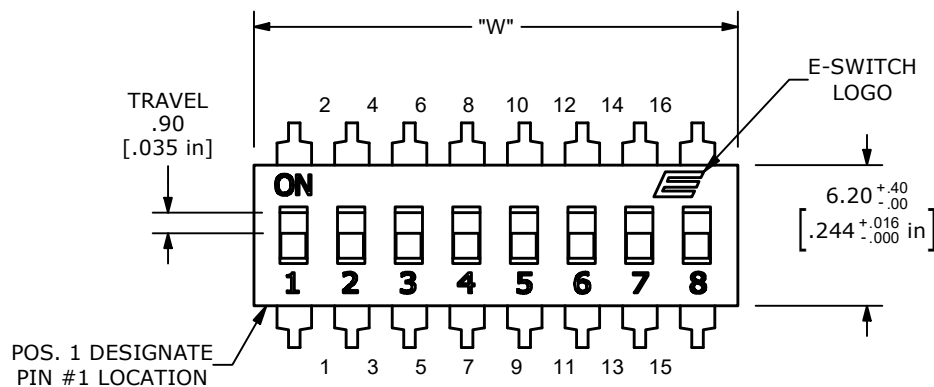 "W"
E-SWITCH
LOGO
TRAVEL
.90
[.035 in]
2 4 6 8 10 12 14 16
ON
6.20 +.40 -.00
[.244 +.016 -.000 in]
1 2 3 4 5 6 7 8
POS. 1 DESIGNATE
PIN #1 LOCATION
1 3 5 7 9 11 13 15